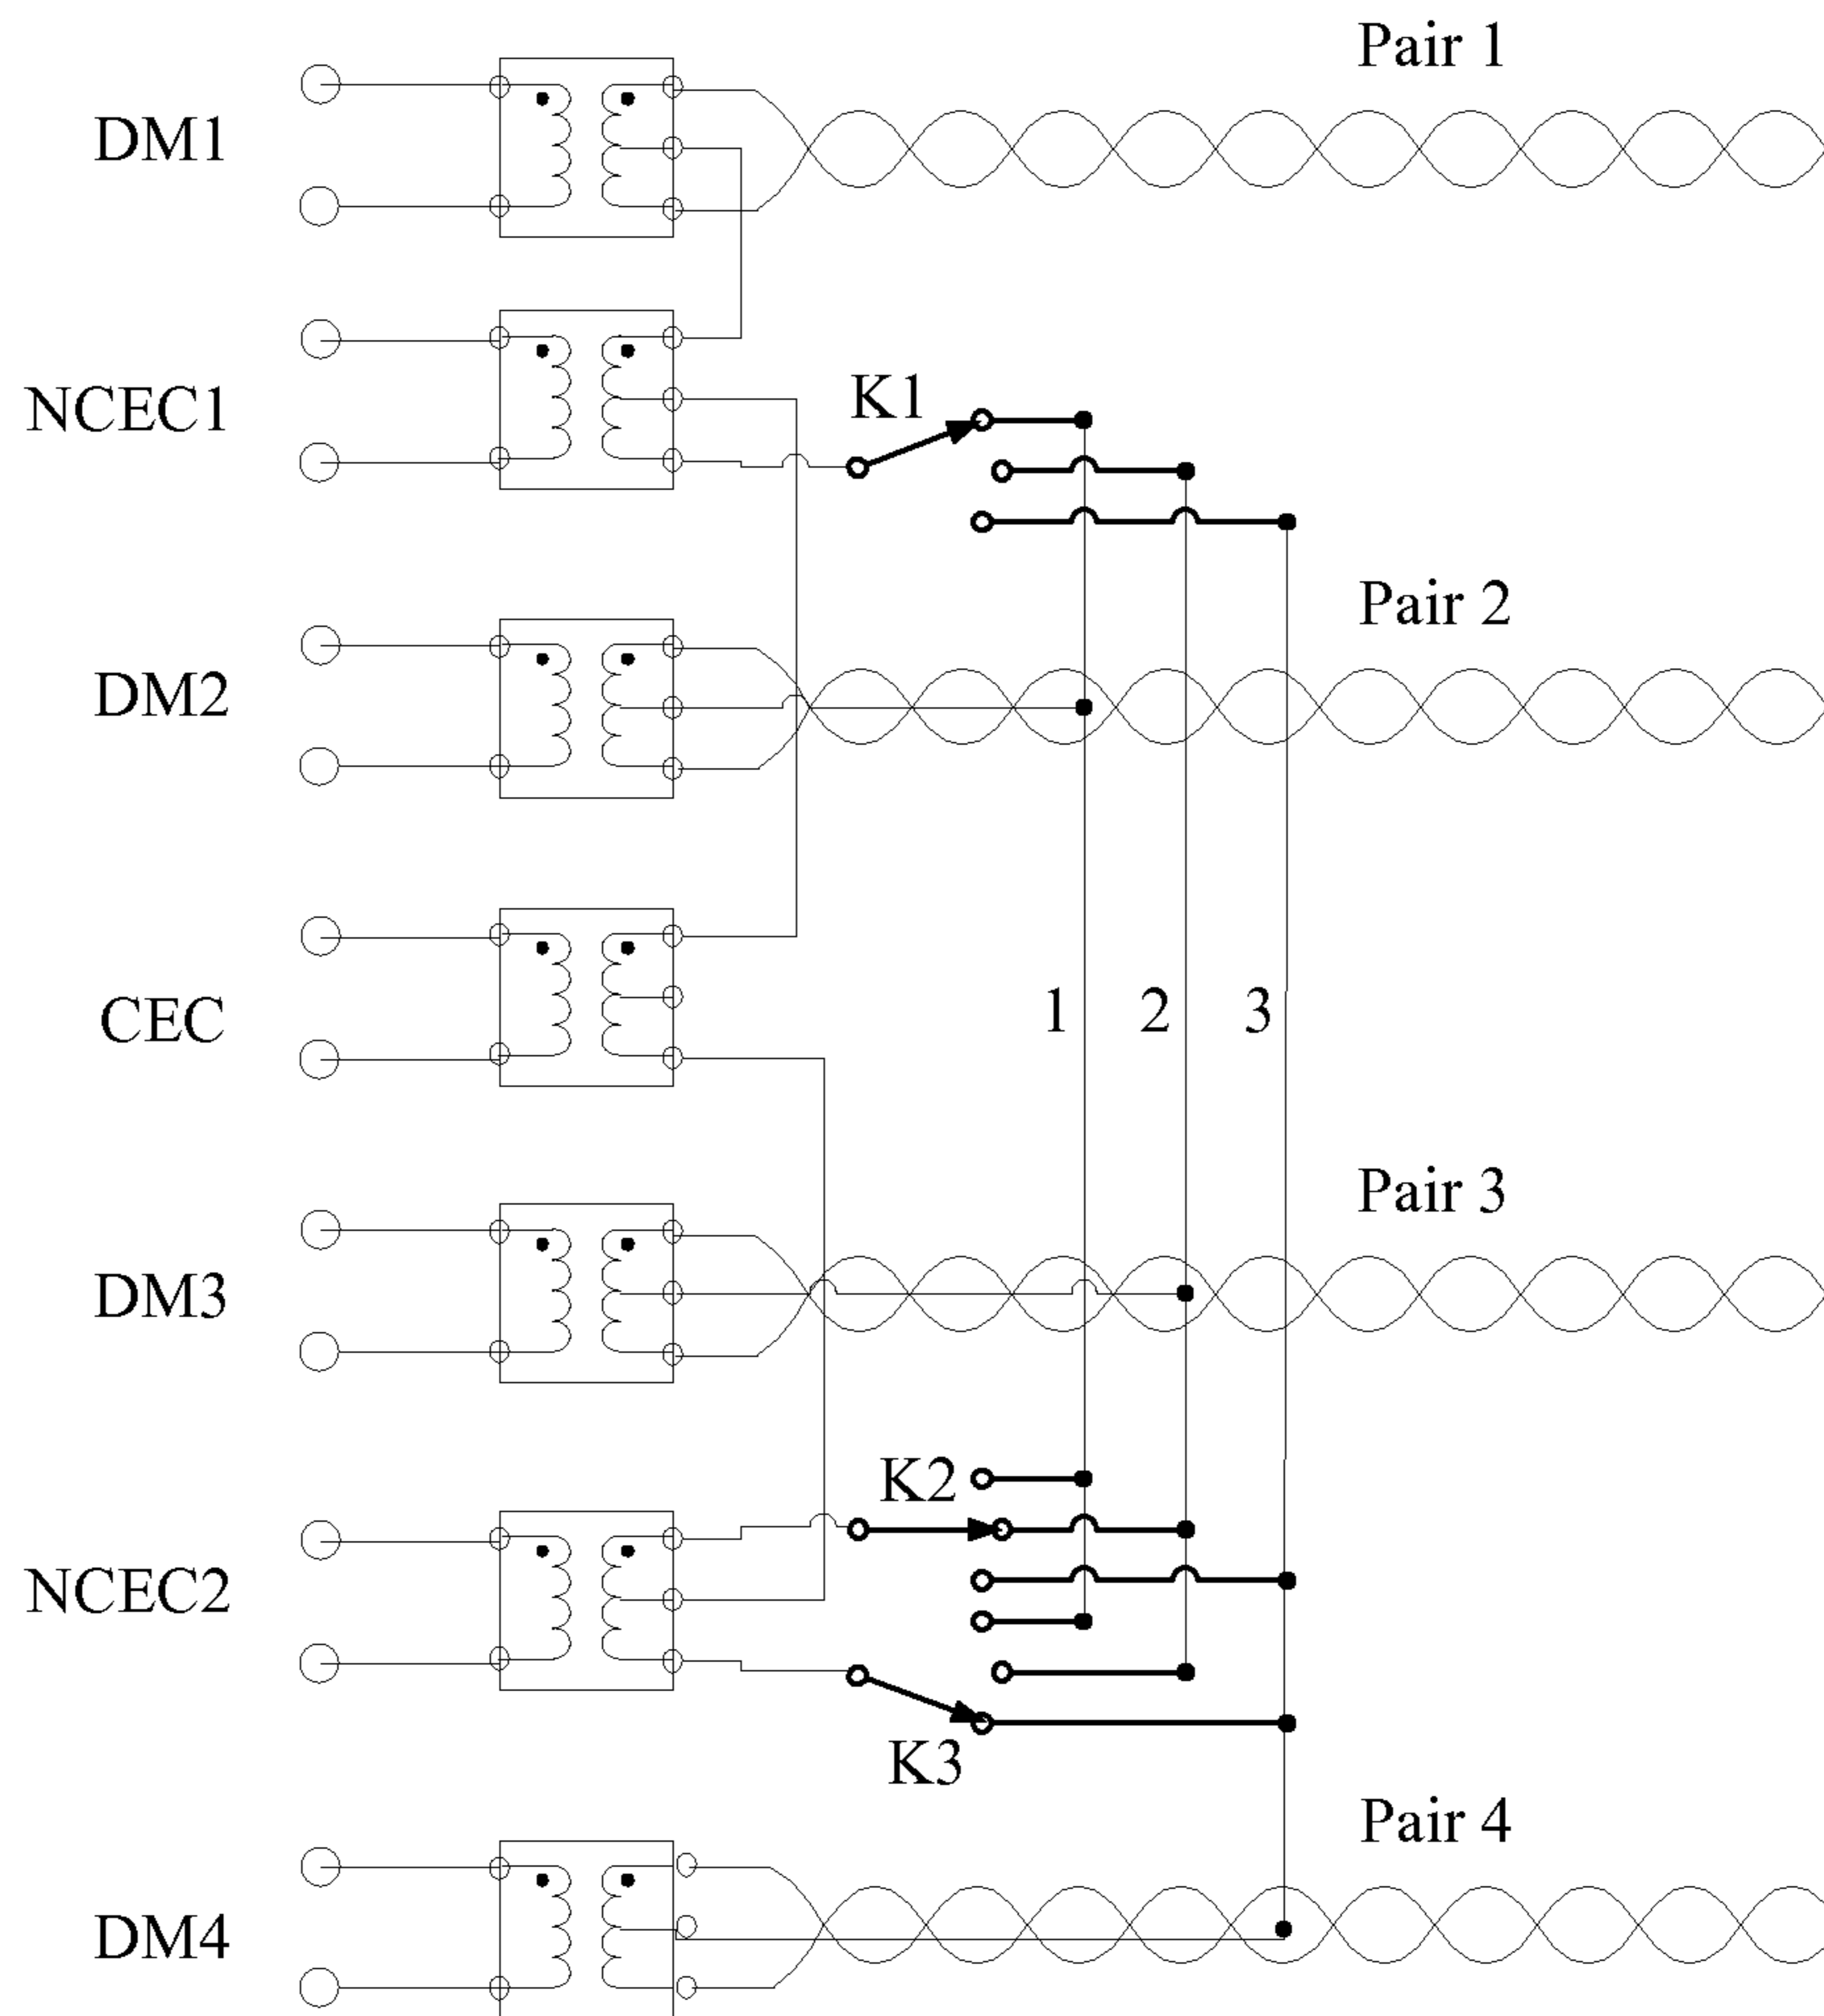 Pair 1
DM1
K1
NCEC1
Pair 2
DM2
CEC
1 2 3
Pair 3
DM3
K2
NCEC2
K3
Pair 4
DM4